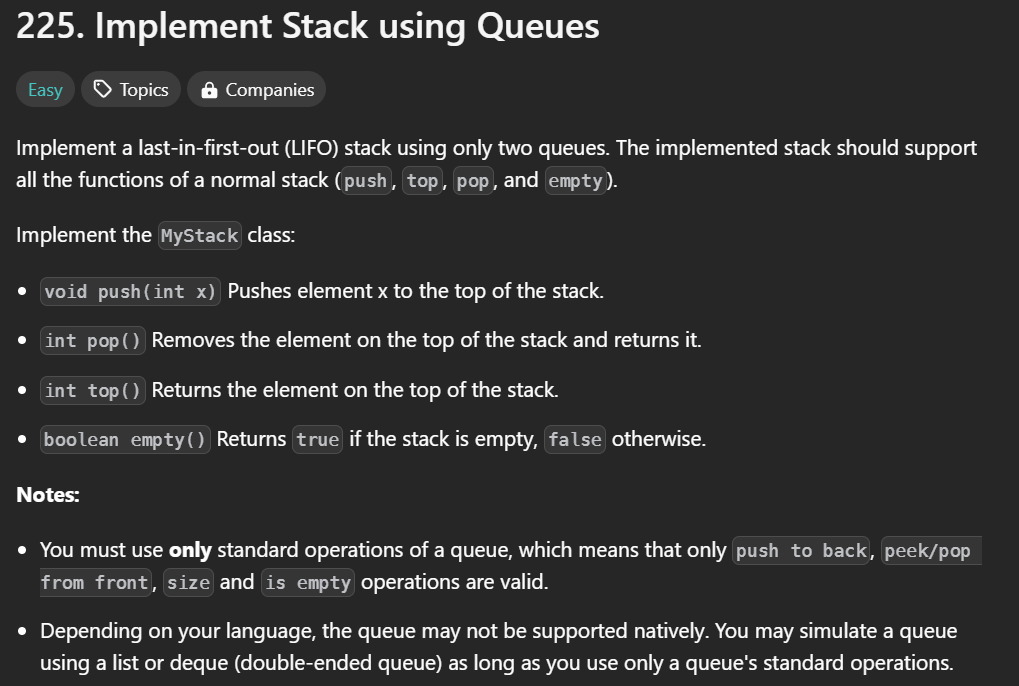 225. Implement Stack using Queues
Easy Topics Companies
Implement a last-in-first-out (LIFO) stack using only two queues. The implemented stack should support
all the functions of a normal stack (push, top, pop, and empty).
Implement the MyStack class:
• void push(int x) Pushes element x to the top of the stack.
• int pop() Removes the element on the top of the stack and returns it.
• int top() Returns the element on the top of the stack.
• boolean empty() Returns true if the stack is empty, false otherwise.
Notes:
• You must use only standard operations of a queue, which means that only push to back, peek/pop
from front, size and is empty operations are valid.
• Depending on your language, the queue may not be supported natively. You may simulate a queue
using a list or deque (double-ended queue) as long as you use only a queue's standard operations.